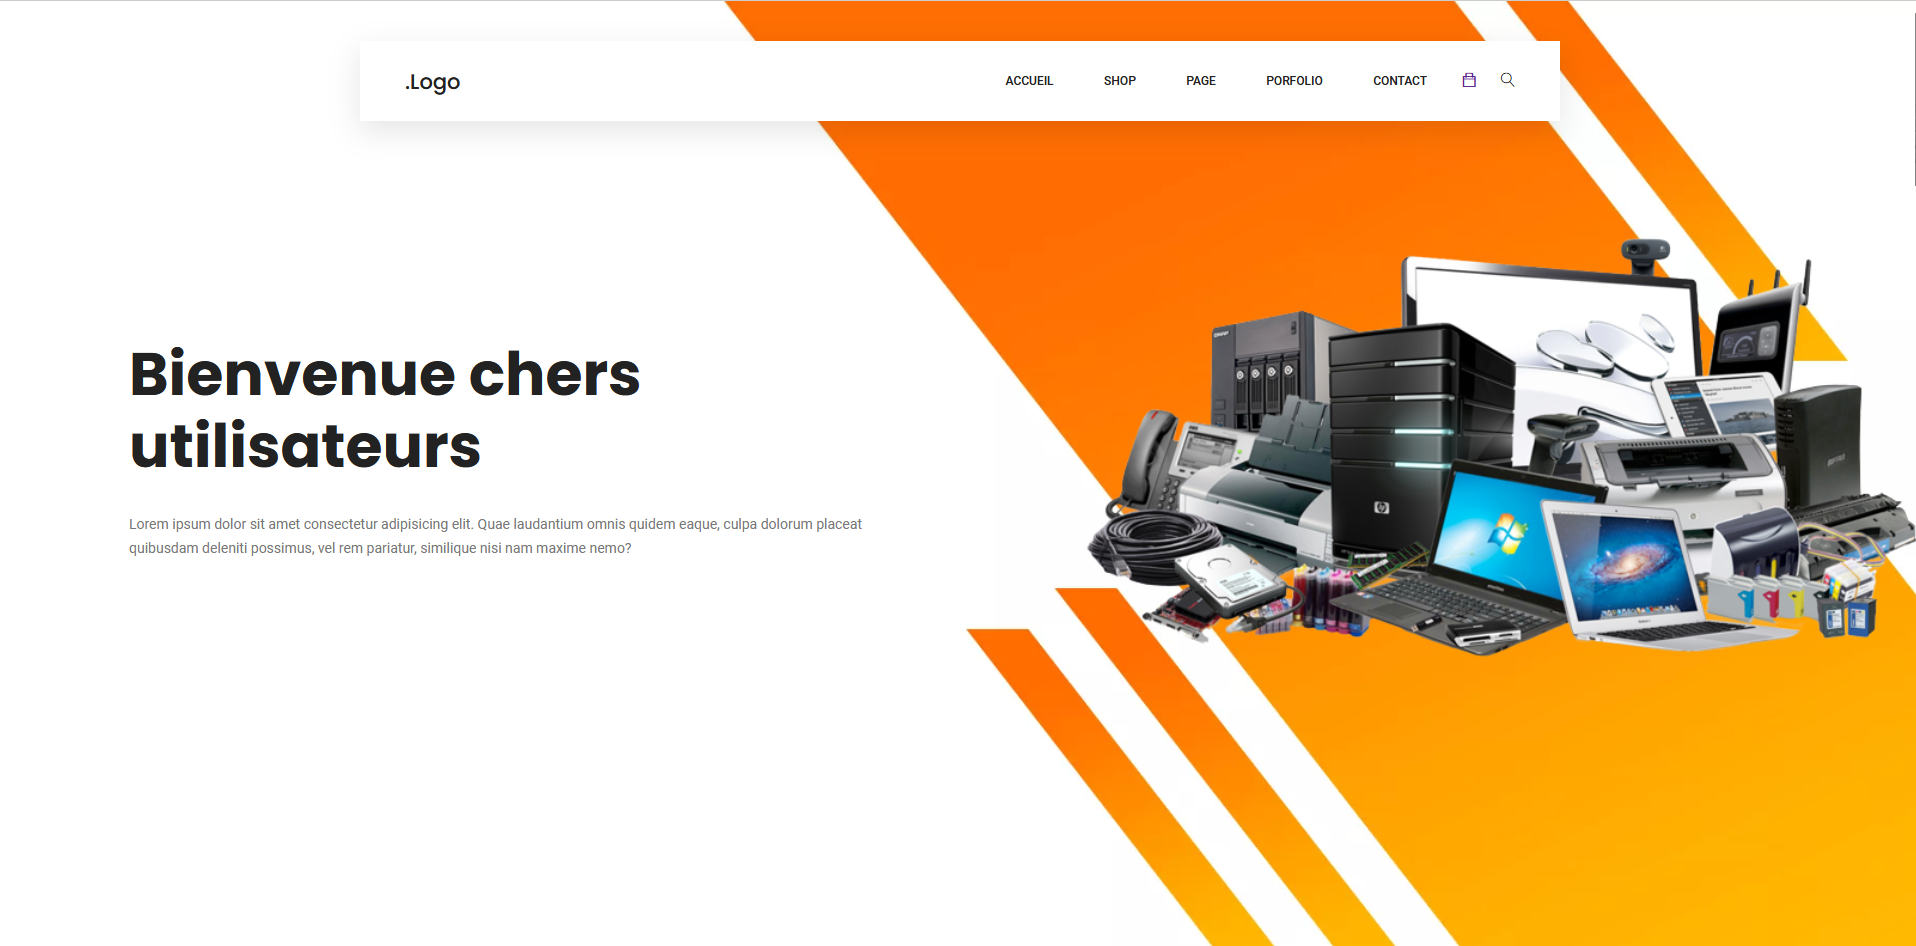 .Logo
ACCUEIL SHOP PAGE PORFOLIO CONTACT
Bienvenue chers
utilisateurs
Lorem ipsum dolor sit amet consectetur adipisicing elit. Quae laudantium omnis quidem eaque, culpa dolorum placeat
quibusdam deleniti possimus, vel rem pariatur, similique nisi nam maxime nemo?
hp